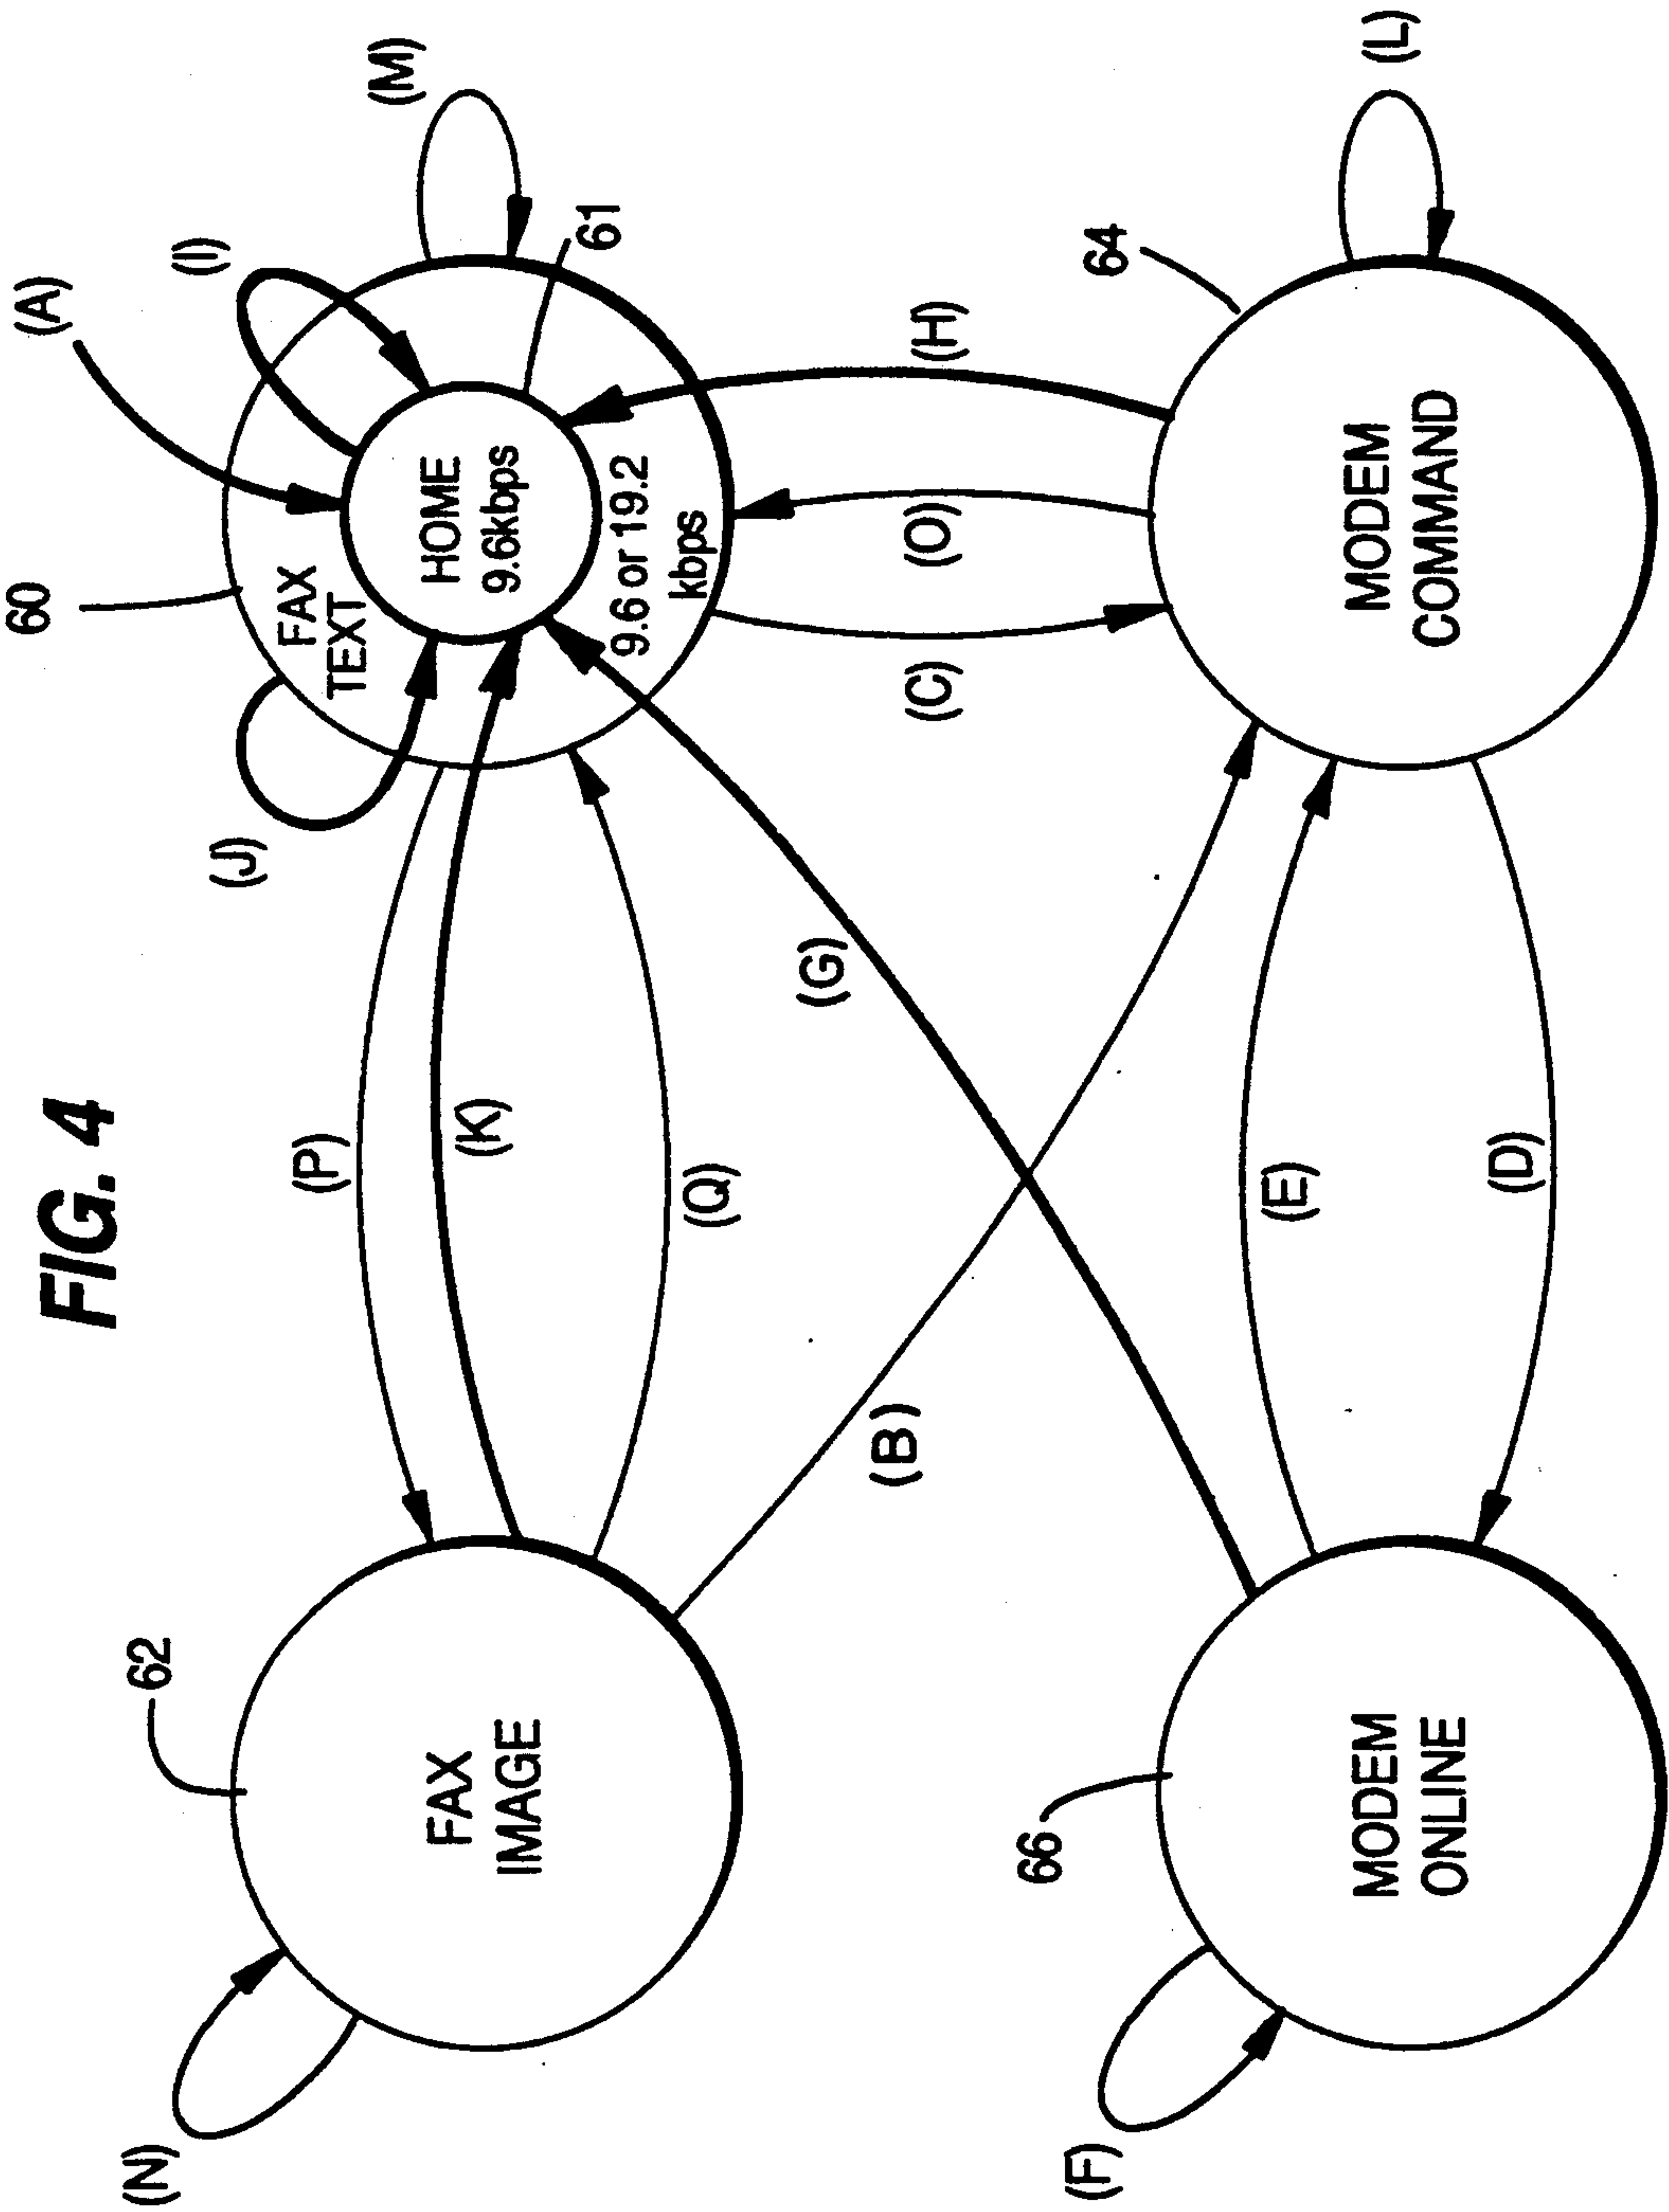 FIG. 4
(N)
62
FAX
IMAGE
(P)
(K)
(Q)
(J)
60
FAX
TEXT
HOME
9.6kbps
9.6 or 19.2
kbps
(A)
(I)
61
(M)
(B)
(G)
(C)
(O)
(H)
(F)
66
MODEM
ONLINE
(E)
(D)
64
MODEM
COMMAND
(L)